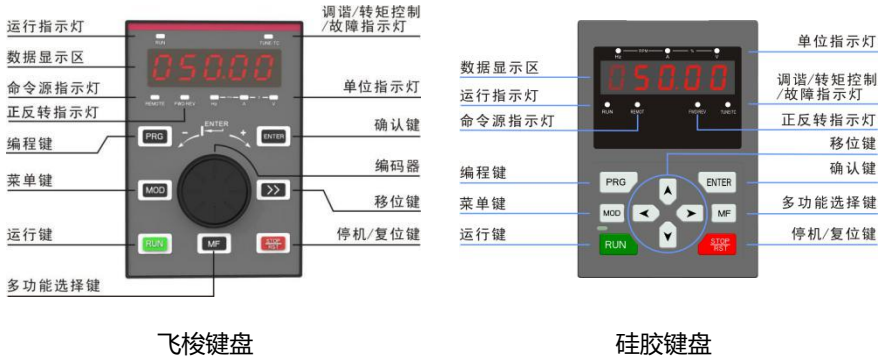 运行指示灯
数据显示区
命令源指示灯
正反转指示灯
编程键
菜单键
运行键
多功能选择键
调谐/转矩控制
/故障指示灯
单位指示灯
确认键
编码器
移位键
停机/复位键
RUN
TUNE-TC
050.00
REMOTE FWD/REV Hz A V
ENTER
- +
PRG ENTER
MOD >>
RUN MF STOP
RST
飞梭键盘
数据显示区
运行指示灯
命令源指示灯
编程键
菜单键
运行键
单位指示灯
调谐/转矩控制
/故障指示灯
正反转指示灯
移位键
确认键
多功能选择键
停机/复位键
RPM %
Hz A V
050.00
RUN REMOT FWD/REV TUNE/TC
PRG ENTER
MOD MF
RUN STOP
RST
硅胶键盘